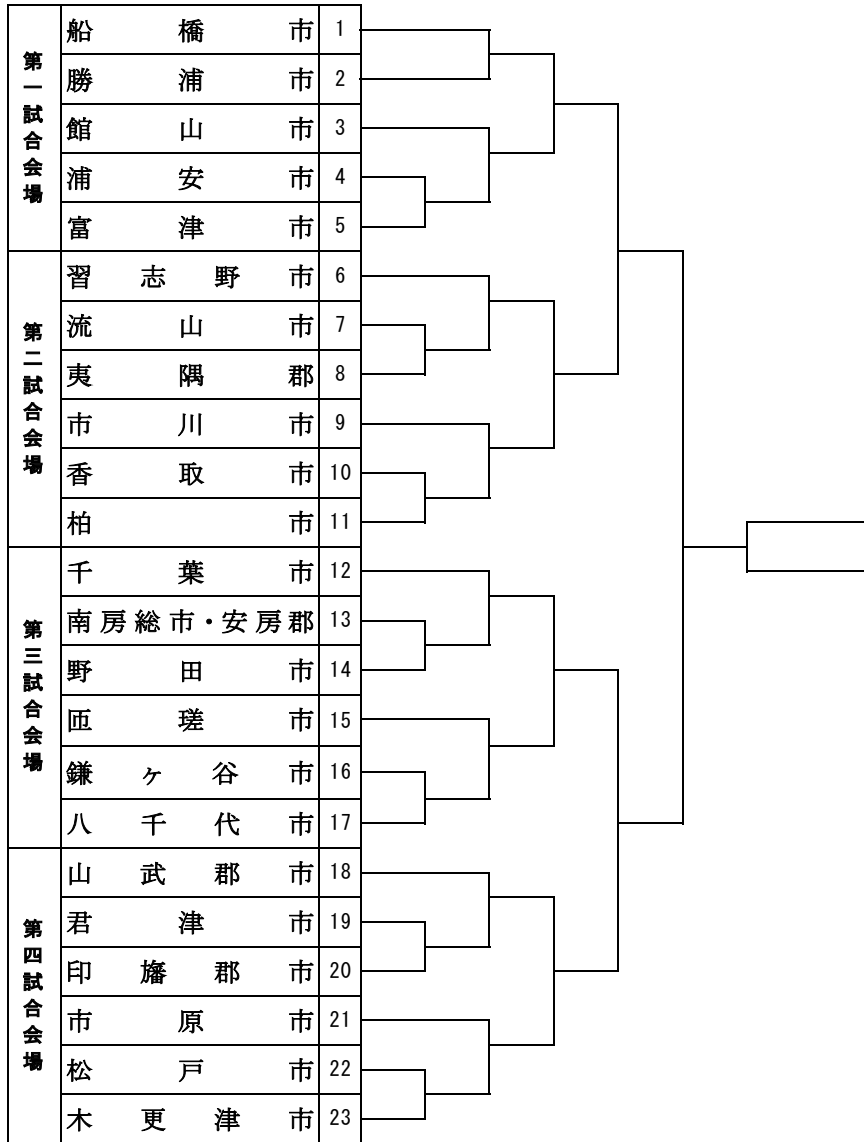 第一試合会場
船橋市 1
勝浦市 2
館山市 3
浦安市 4
富津市 5
第二試合会場
習志野市 6
流山市 7
夷隅郡 8
市川市 9
香取市 10
柏市 11
第三試合会場
千葉市 12
南房総市・安房郡 13
野田市 14
匝瑳市 15
鎌ヶ谷市 16
八千代市 17
第四試合会場
山武郡市 18
君津市 19
印旛郡市 20
市原市 21
松戸市 22
木更津市 23